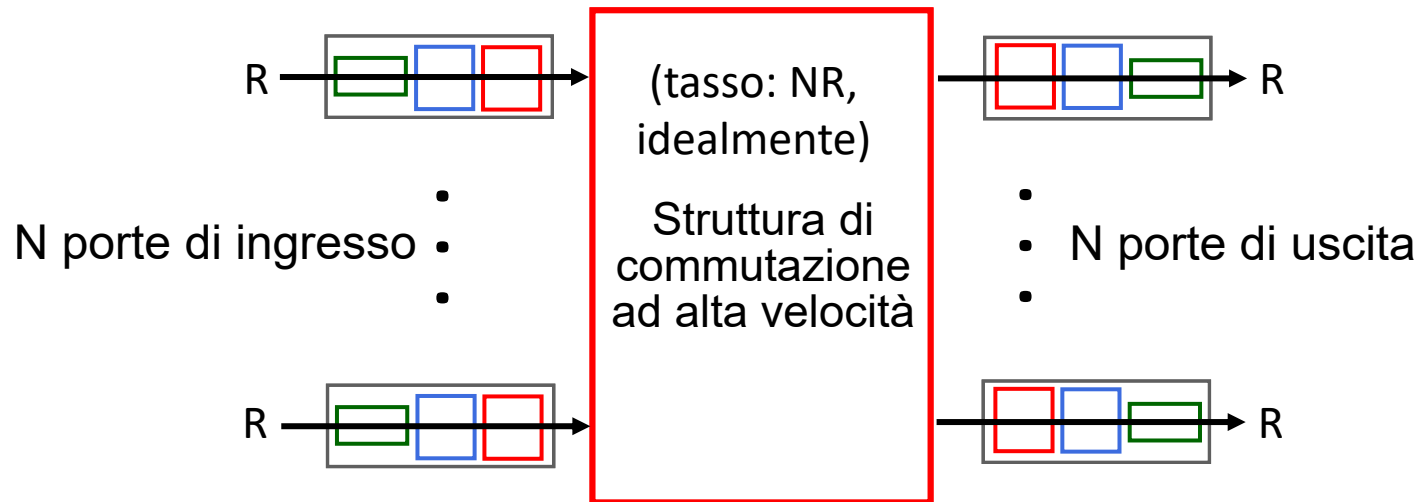 R
(tasso: NR,
idealmente)
R
N porte di ingresso
Struttura di
commutazione
ad alta velocità
N porte di uscita
R
R